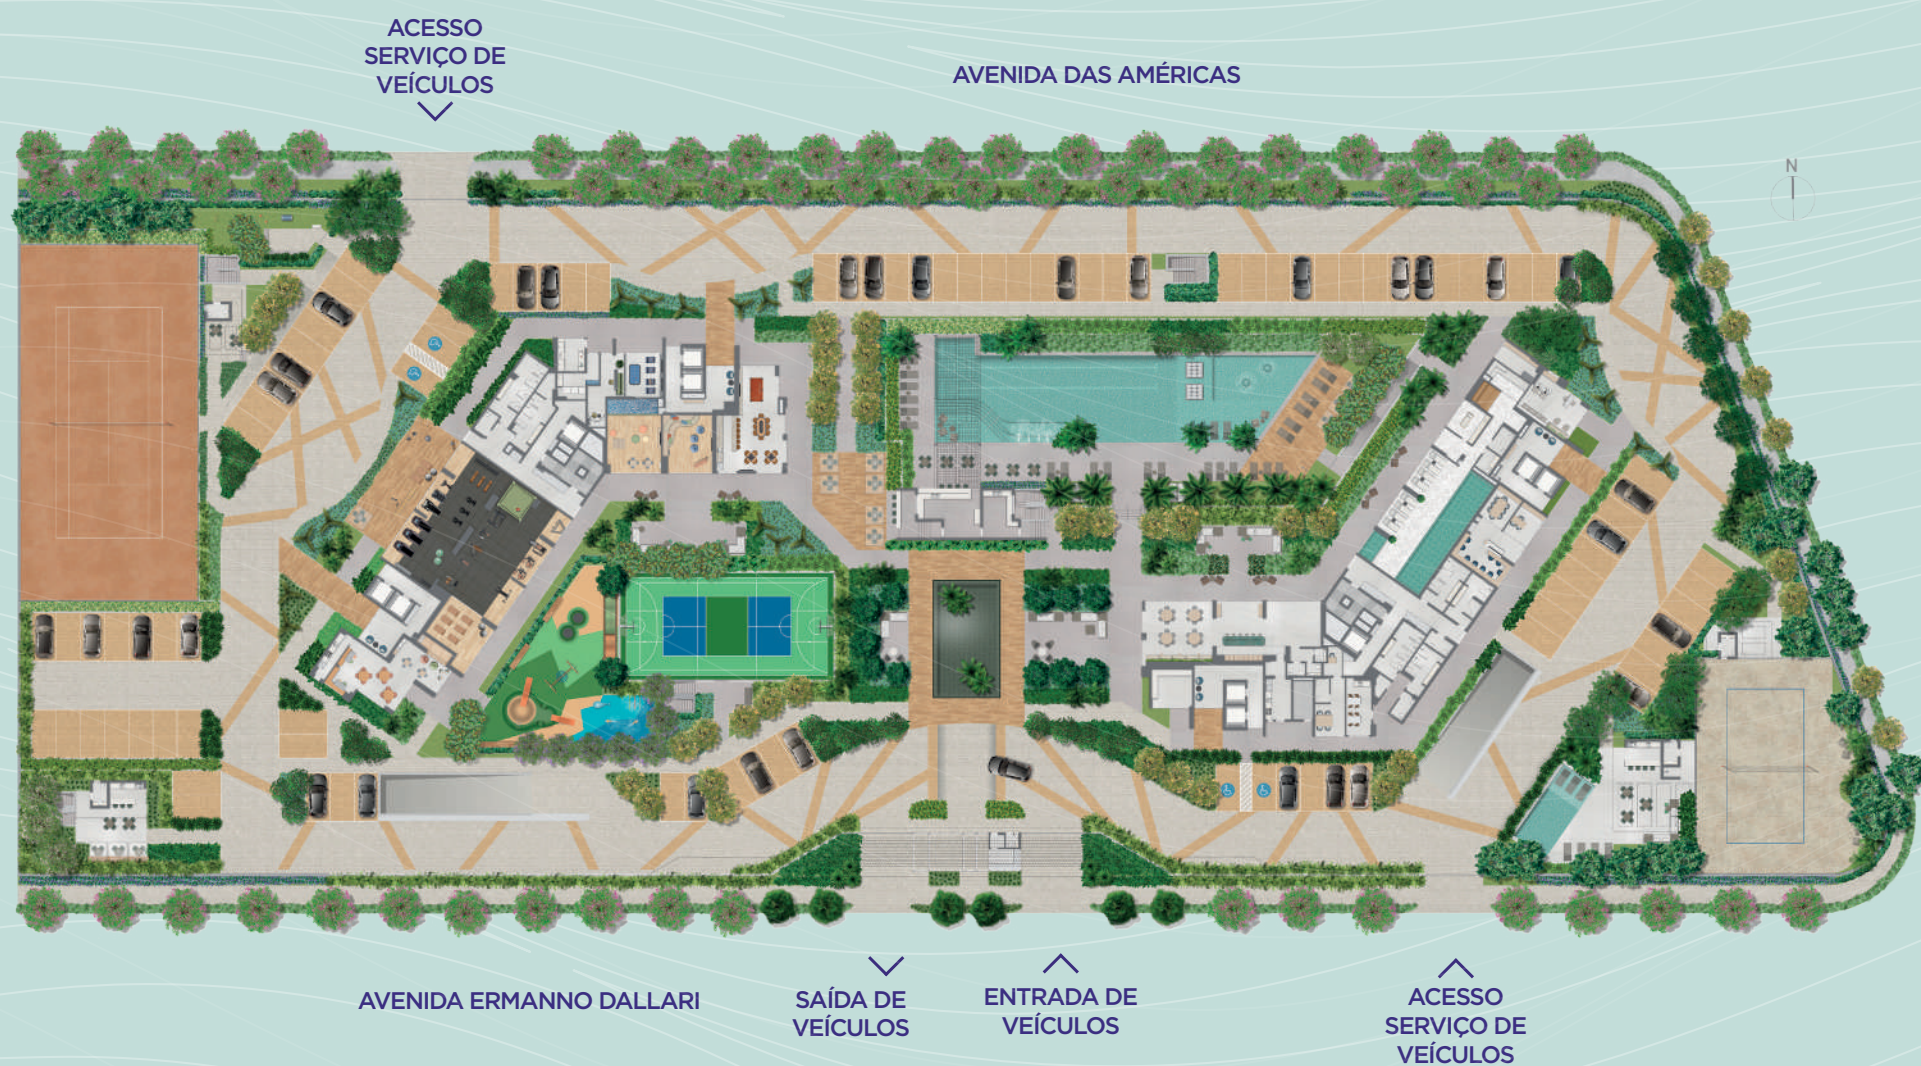 ACESSO
SERVIÇO DE
VEÍCULOS
AVENIDA DAS AMÉRICAS
N
AVENIDA ERMANNO DALLARI
SAÍDA DE
VEÍCULOS
ENTRADA DE
VEÍCULOS
ACESSO
SERVIÇO DE
VEÍCULOS